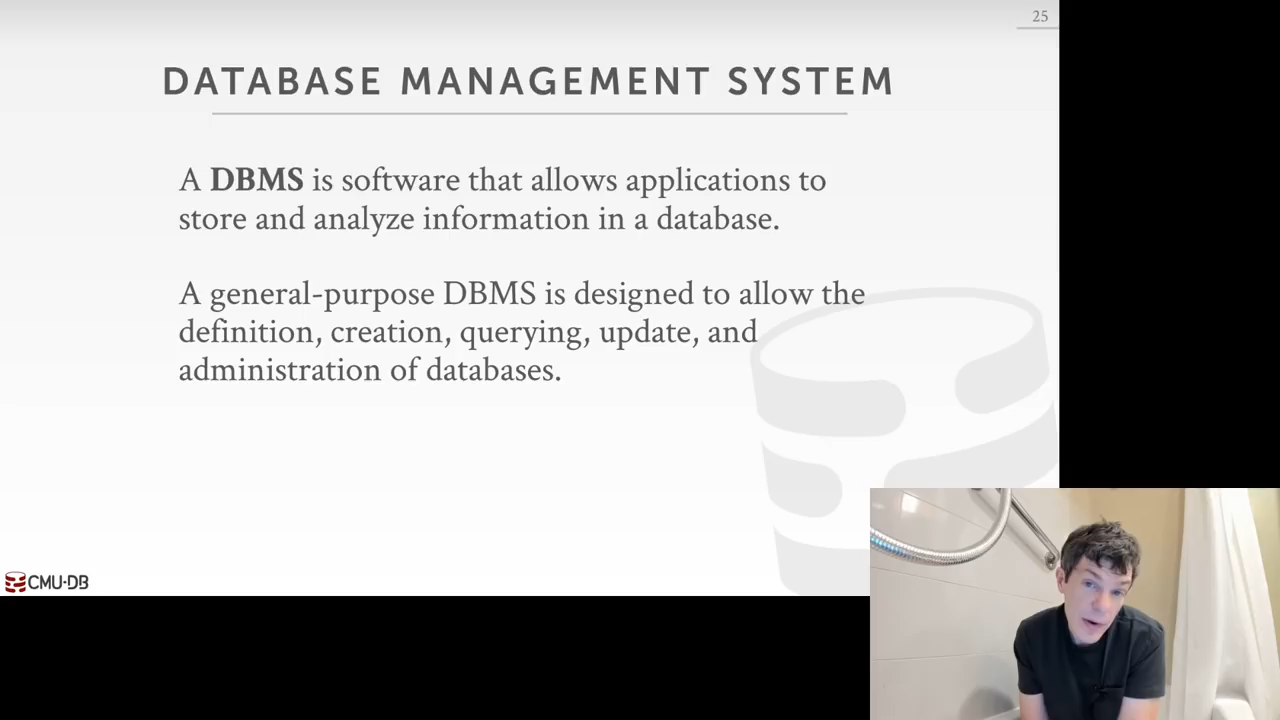 25
DATABASE MANAGEMENT SYSTEM
A DBMS is software that allows applications to
store and analyze information in a database.
A general-purpose DBMS is designed to allow the
definition, creation, querying, update, and
administration of databases.
CMU·DB